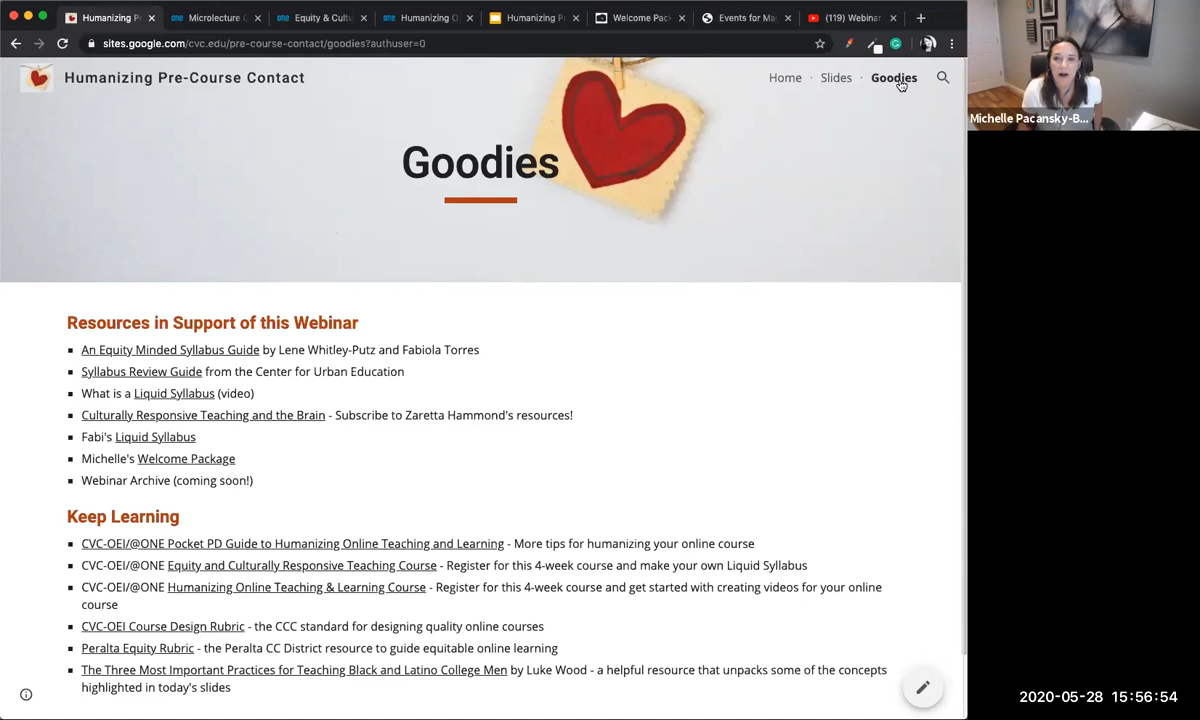 Humanizing P
Microlecture
Equity & Cultu
Humanizing O
Humanizing Pr
Welcome Pac
Events for Ma
(119) Webinar
sites.google.com/cvc.edu/pre-course-contact/goodies?authuser=0
Humanizing Pre-Course Contact
Home · Slides · Goodies
Michelle Pacansky-B...
Goodies
Resources in Support of this Webinar
An Equity Minded Syllabus Guide by Lene Whitley-Putz and Fabiola Torres
Syllabus Review Guide from the Center for Urban Education
What is a Liquid Syllabus (video)
Culturally Responsive Teaching and the Brain - Subscribe to Zaretta Hammond's resources!
Fabi's Liquid Syllabus
Michelle's Welcome Package
Webinar Archive (coming soon!)
Keep Learning
CVC-OEI/@ONE Pocket PD Guide to Humanizing Online Teaching and Learning - More tips for humanizing your online course
CVC-OEI/@ONE Equity and Culturally Responsive Teaching Course - Register for this 4-week course and make your own Liquid Syllabus
CVC-OEI/@ONE Humanizing Online Teaching & Learning Course - Register for this 4-week course and get started with creating videos for your online
course
CVC-OEI Course Design Rubric - the CCC standard for designing quality online courses
Peralta Equity Rubric - the Peralta CC District resource to guide equitable online learning
The Three Most Important Practices for Teaching Black and Latino College Men by Luke Wood - a helpful resource that unpacks some of the concepts
highlighted in today's slides
2020-05-28 15:56:54